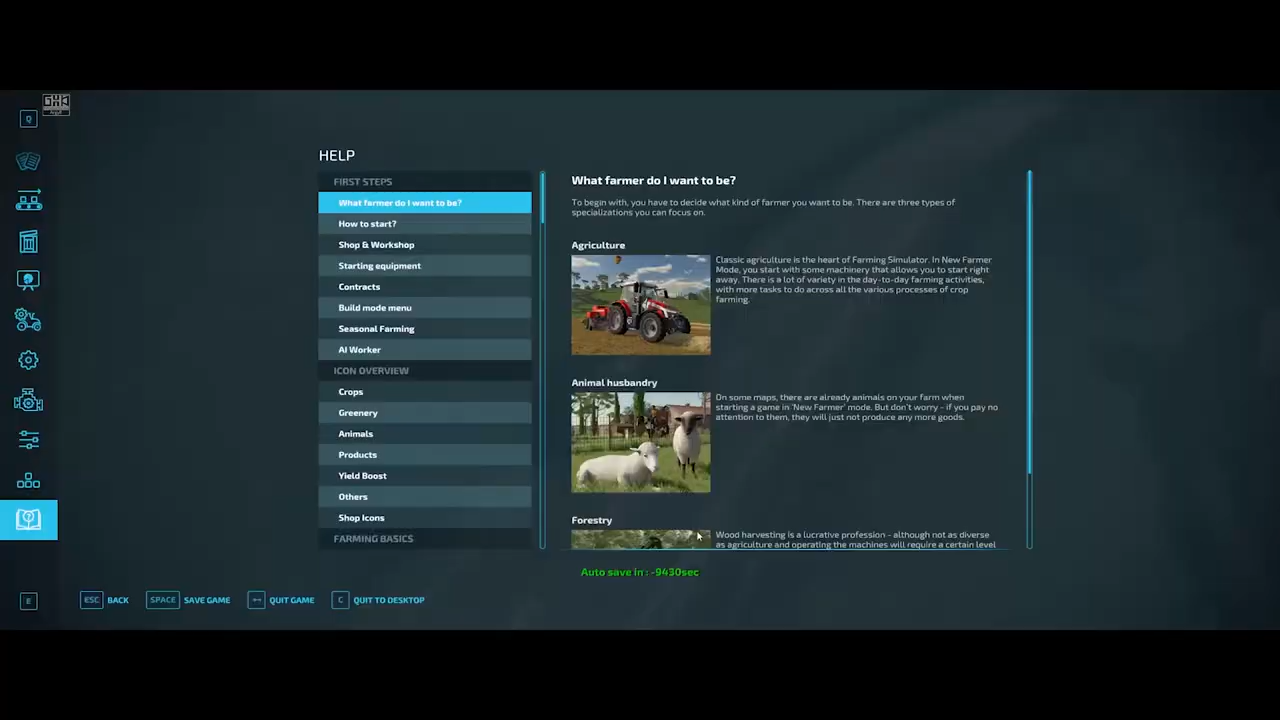 Q
HELP
FIRST STEPS
What farmer do I want to be?
How to start?
Shop & Workshop
Starting equipment
Contracts
Build mode menu
Seasonal Farming
AI Worker
ICON OVERVIEW
Crops
Greenery
Animals
Products
Yield Boost
Others
Shop Icons
FARMING BASICS
What farmer do I want to be?
To begin with, you have to decide what kind of farmer you want to be. There are three types of
specializations you can focus on.
Agriculture
Classic agriculture is the heart of Farming Simulator. In New Farmer
Mode, you start with some machinery that allows you to start right
away. There is a lot of variety in the day-to-day farming activities,
with more tasks to do across all the various processes of crop
farming.
Animal husbandry
On some maps, there are already animals on your farm when
starting a game in 'New Farmer' mode. But don't worry - if you pay no
attention to them, they will just not produce any more goods.
Forestry
Wood harvesting is a lucrative profession - although not as diverse
as agriculture and operating the machines will require a certain level
Auto save in : -9430sec
E
ESC BACK
SPACE SAVE GAME
QUIT GAME
C QUIT TO DESKTOP